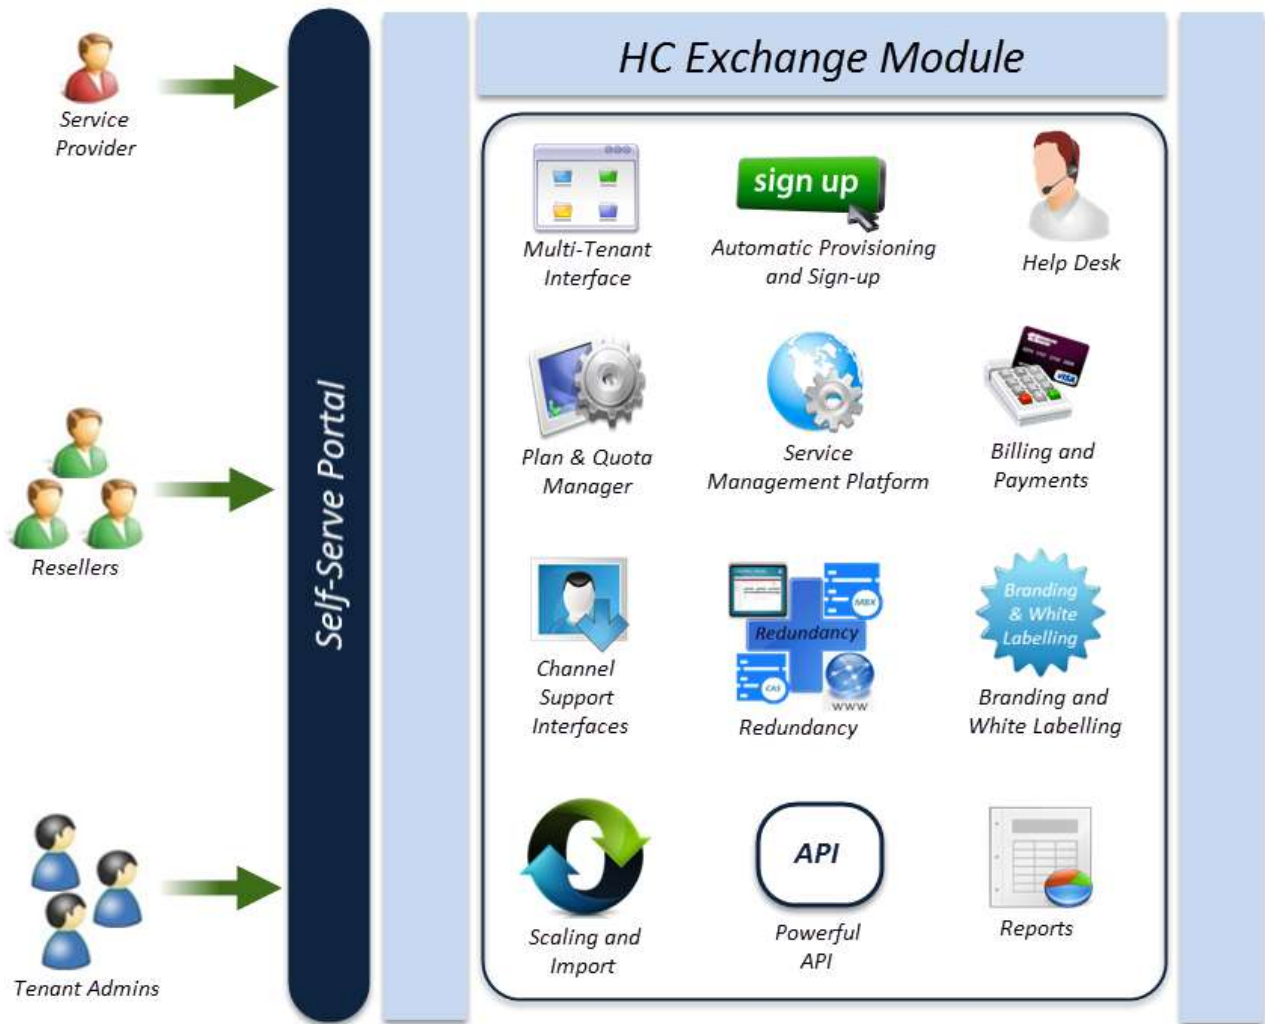 HC Exchange Module
Service
Provider
Resellers
Tenant Admins
Self-Serve Portal
sign up
Multi-Tenant
Interface
Automatic Provisioning
and Sign-up
Help Desk
VISA
Plan & Quota
Manager
Service
Management Platform
Billing and
Payments
MBX
Redundancy
CAS
WWW
Branding
& White
Labelling
Channel
Support
Interfaces
Redundancy
Branding and
White Labelling
API
Scaling and
Import
Powerful
API
Reports